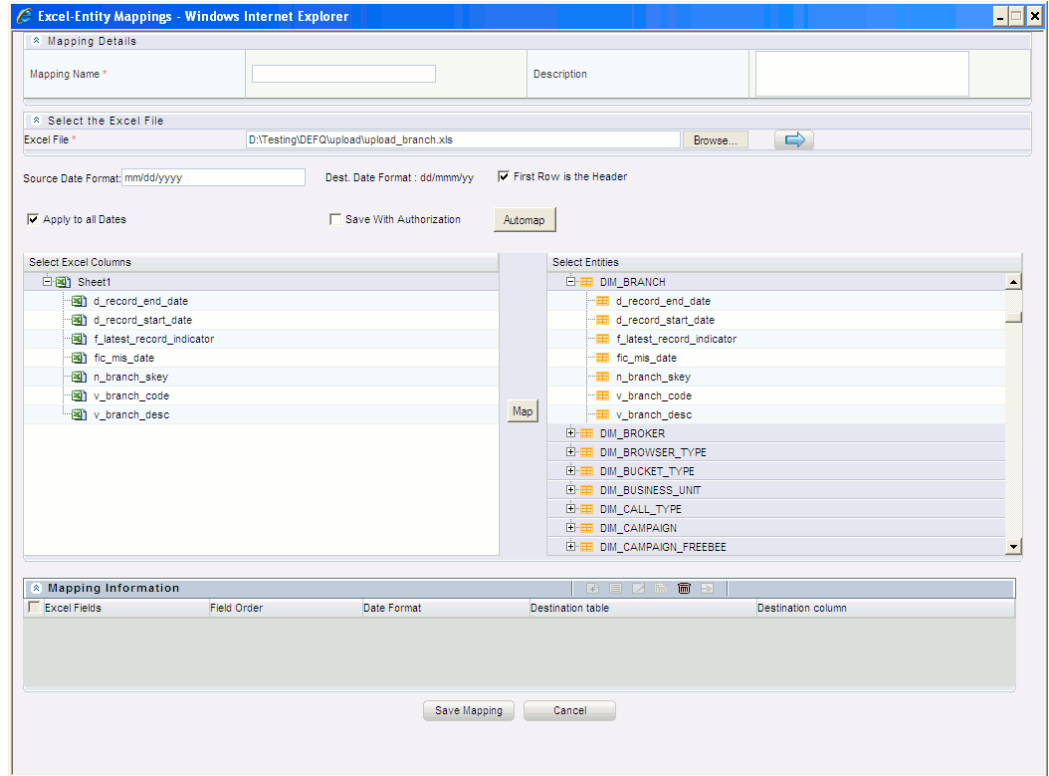 Excel-Entity Mappings - Windows Internet Explorer
Mapping Details
Mapping Name * Description
Select the Excel File
Excel File * D:\Testing\DEFQ\upload\upload_branch.xls Browse...
Source Date Format: mm/dd/yyyy Dest. Date Format : dd/mmm/yy First Row is the Header
Apply to all Dates Save With Authorization Automap
Select Excel Columns Select Entities
Sheet1 DIM_BRANCH
d_record_end_date d_record_end_date
d_record_start_date d_record_start_date
f_latest_record_indicator f_latest_record_indicator
fic_mis_date fic_mis_date
n_branch_skey n_branch_skey
v_branch_code v_branch_code
v_branch_desc Map v_branch_desc
DIM_BROKER
DIM_BROWSER_TYPE
DIM_BUCKET_TYPE
DIM_BUSINESS_UNIT
DIM_CALL_TYPE
DIM_CAMPAIGN
DIM_CAMPAIGN_FREEBEE
Mapping Information
Excel Fields Field Order Date Format Destination table Destination column
Save Mapping Cancel